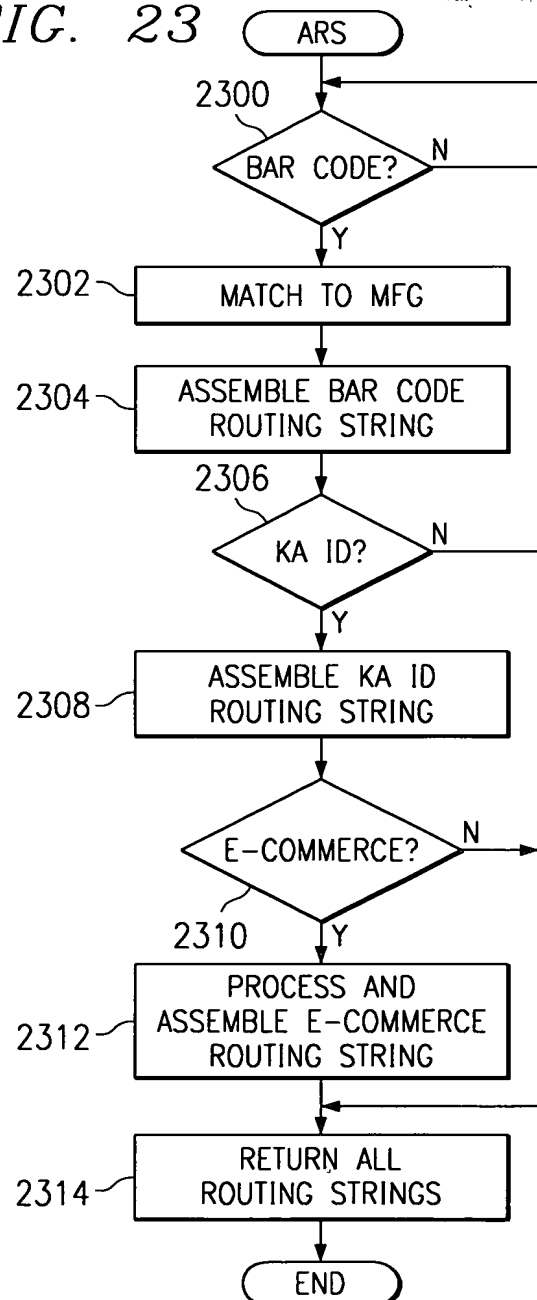 FIG. 23
ARS
2300
BAR CODE?
N
Y
2302
MATCH TO MFG
2304
ASSEMBLE BAR CODE
ROUTING STRING
2306
KA ID?
N
Y
2308
ASSEMBLE KA ID
ROUTING STRING
E-COMMERCE?
N
2310
Y
2312
PROCESS AND
ASSEMBLE E-COMMERCE
ROUTING STRING
2314
RETURN ALL
ROUTING STRINGS
END